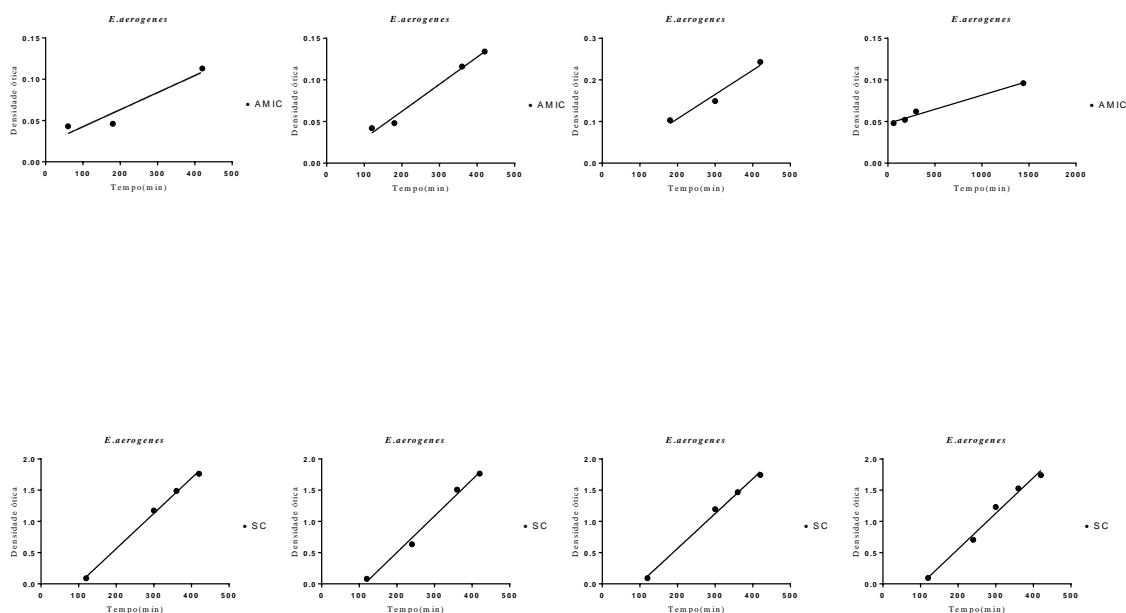 E.aerogenes
0.15
0.10
0.05
0.00
Densidade ótica
0 100 200 300 400 500
Tempo(min)
AMIC
E.aerogenes
0.15
0.10
0.05
0.00
Densidade ótica
0 100 200 300 400 500
Tempo(min)
AMIC
E.aerogenes
0.3
0.2
0.1
0.0
Densidade ótica
0 100 200 300 400 500
Tempo(min)
AMIC
E.aerogenes
0.15
0.10
0.05
0.00
Densidade ótica
0 500 1000 1500 2000
Tempo(min)
AMIC
E.aerogenes
2.0
1.5
1.0
0.5
0.0
Densidade ótica
0 100 200 300 400 500
Tempo(min)
SC
E.aerogenes
2.0
1.5
1.0
0.5
0.0
Densidade ótica
0 100 200 300 400 500
Tempo(min)
SC
E.aerogenes
2.0
1.5
1.0
0.5
0.0
Densidade ótica
0 100 200 300 400 500
Tempo(min)
SC
E.aerogenes
2.0
1.5
1.0
0.5
0.0
Densidade ótica
0 100 200 300 400 500
Tempo(min)
SC